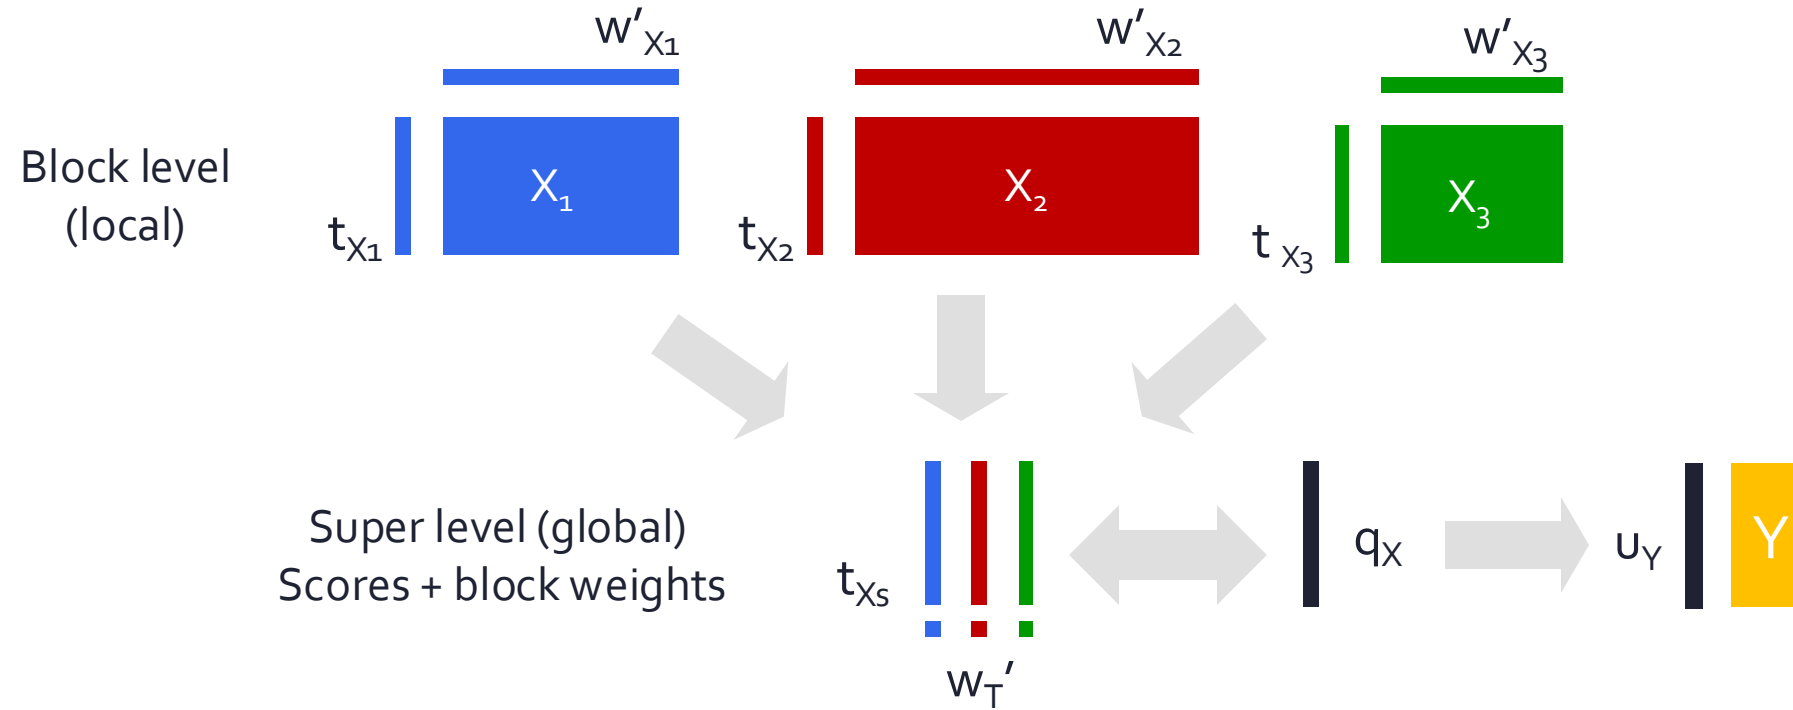 w′X1
w′X2
w′X3
Block level
(local)
X1
X2
X3
tX1
tX2
t X3
Super level (global)
Scores + block weights
tXs
qX
uY
Y
wT′